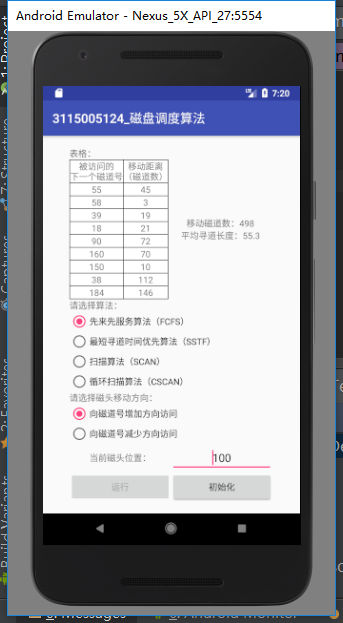 Android Emulator - Nexus_5X_API_27:5554
7:20
3115005124_磁盘调度算法
表格：
被访问的
下一个磁道号
移动距离
（磁道数）
55 45
58 3
39 19
18 21
90 72
160 70
150 10
38 112
184 146
移动磁道数：498
平均寻道长度：55.3
请选择算法：
先来先服务算法（FCFS）
最短寻道时间优先算法（SSTF）
扫描算法（SCAN）
循环扫描算法（CSCAN）
请选择磁头移动方向：
向磁道号增加方向访问
向磁道号减少方向访问
当前磁头位置： 100
运行 初始化
1: Project
Z: Structure
Captures
2: Favorites
Build Variants